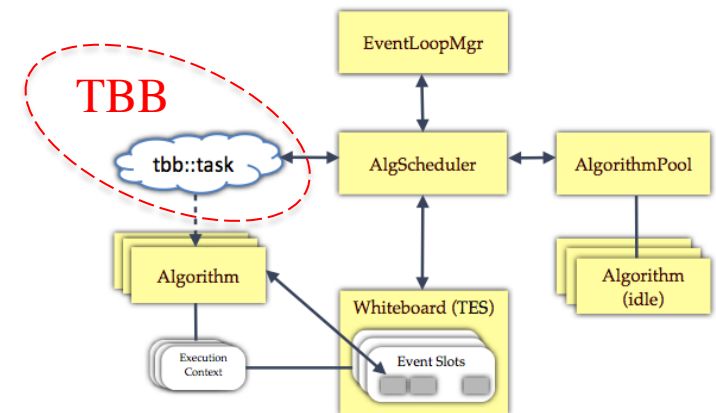 EventLoopMgr
TBB
tbb::task
AlgScheduler
AlgorithmPool
Algorithm
Algorithm
(idle)
Whiteboard (TES)
Execution
Context
Event Slots